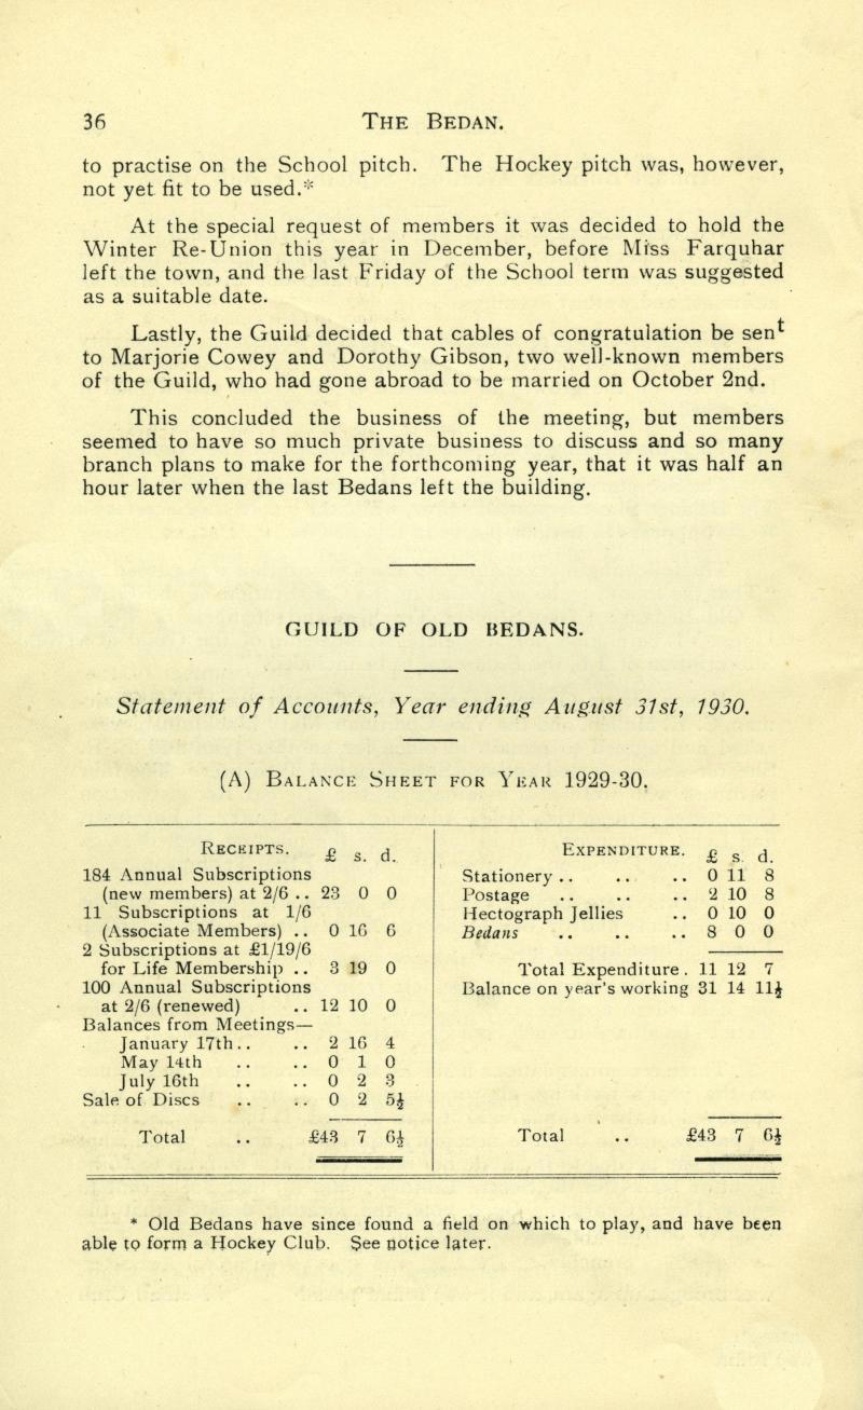 36 THE BEDAN.
to practise on the School pitch. The Hockey pitch was, however,
not yet fit to be used.*
At the special request of members it was decided to hold the
Winter Re-Union this year in December, before Miss Farquhar
left the town, and the last Friday of the School term was suggested
as a suitable date.
Lastly, the Guild decided that cables of congratulation be sent
to Marjorie Cowey and Dorothy Gibson, two well-known members
of the Guild, who had gone abroad to be married on October 2nd.
This concluded the business of the meeting, but members
seemed to have so much private business to discuss and so many
branch plans to make for the forthcoming year, that it was half an
hour later when the last Bedans left the building.
GUILD OF OLD BEDANS.
Statement of Accounts, Year ending August 31st, 1930.
(A) BALANCE SHEET FOR YEAR 1929-30.
RECEIPTS. £ s. d.
184 Annual Subscriptions
(new members) at 2/6 .. 23 0 0
11 Subscriptions at 1/6
(Associate Members) .. 0 16 6
2 Subscriptions at £1/19/6
for Life Membership .. 3 19 0
100 Annual Subscriptions
at 2/6 (renewed) .. 12 10 0
Balances from Meetings—
January 17th .. .. 2 16 4
May 14th .. .. 0 1 0
July 16th .. .. 0 2 3
Sale of Discs .. .. 0 2 5½
Total .. £43 7 6½
EXPENDITURE. £ s. d.
Stationery .. .. .. 0 11 8
Postage .. .. .. 2 10 8
Hectograph Jellies .. 0 10 0
Bedans .. .. .. 8 0 0
Total Expenditure . 11 12 7
Balance on year's working 31 14 11½
Total .. £43 7 6½
* Old Bedans have since found a field on which to play, and have been
able to form a Hockey Club. See notice later.